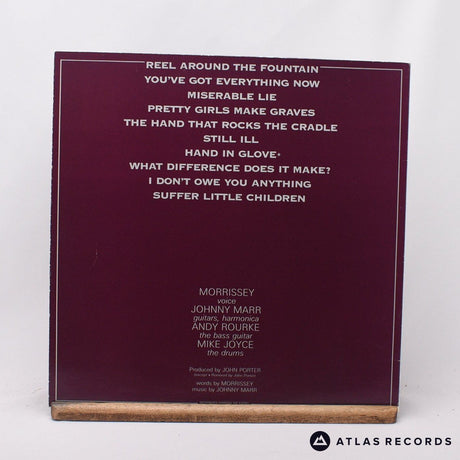 REEL AROUND THE FOUNTAIN
YOU'VE GOT EVERYTHING NOW
MISERABLE LIE
PRETTY GIRLS MAKE GRAVES
THE HAND THAT ROCKS THE CRADLE
STILL ILL
HAND IN GLOVE*
WHAT DIFFERENCE DOES IT MAKE?
I DON'T OWE YOU ANYTHING
SUFFER LITTLE CHILDREN
MORRISSEY
voice
JOHNNY MARR
guitars, harmonica
ANDY ROURKE
the bass guitar
MIKE JOYCE
the drums
Produced by JOHN PORTER
words by MORRISSEY
music by JOHNNY MARR
ATLAS RECORDS